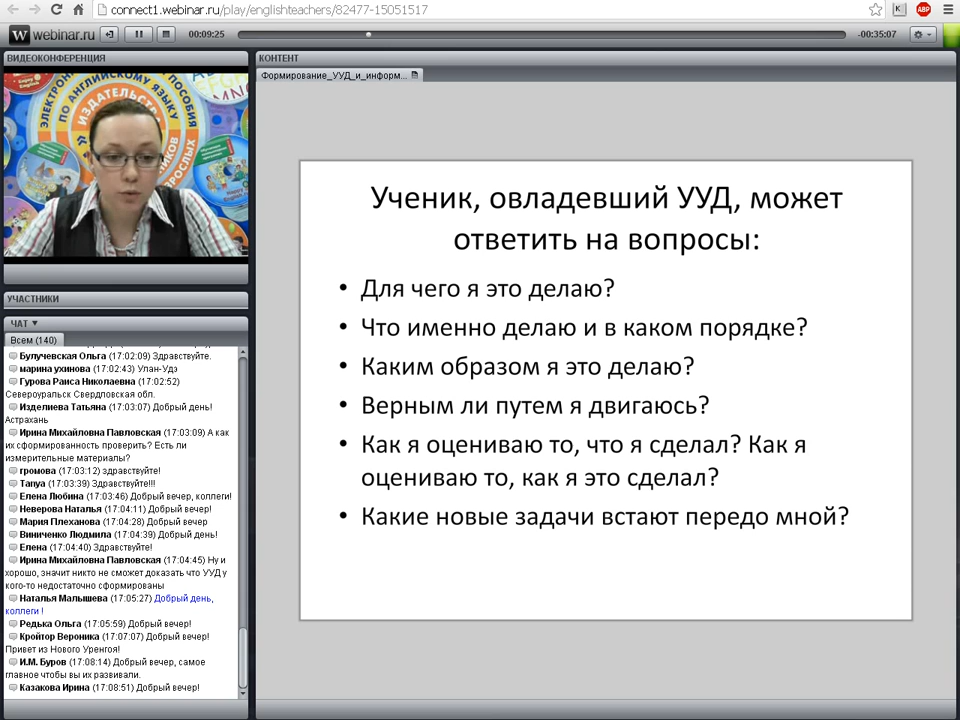 connect1.webinar.ru/play/englishteachers/82477-15051517
webinar.ru
00:09:25
-00:35:07
ВИДЕОКОНФЕРЕНЦИЯ
ЭЛЕКТРОН
ПОСОБИЯ
ПО АНГЛИЙСКОМУ ЯЗЫКУ
ИЗДАТЕЛЬСТВ
УЧАСТНИКИ
ЧАТ
Всем (140)
Булучевская Ольга (17:02:09) Здравствуйте.
марина ухинова (17:02:43) Улан-Удэ
Гурова Раиса Николаевна (17:02:52)
Североуральск Свердловская обл.
Изделиева Татьяна (17:03:07) Добрый день!
Астрахань
Ирина Михайловна Павловская (17:03:09) А как
их сформированность проверить? Есть ли
измерительные материалы?
громова (17:03:12) здравствуйте!
Tanya (17:03:39) Здравствуйте!!!
Елена Любина (17:03:46) Добрый вечер, коллеги!
Неверова Наталья (17:04:11) Добрый вечер!
Мария Плеханова (17:04:28) Добрый вечер
Виниченко Людмила (17:04:39) Добрый день!
Елена (17:04:40) Здравствуйте!
Ирина Михайловна Павловская (17:04:45) Ну и
хорошо, значит никто не сможет доказать что УУД у
кого-то недостаточно сформированы
Наталья Малышева (17:05:27) Добрый день,
коллеги !
Редька Ольга (17:05:59) Добрый вечер!
Кройтор Вероника (17:07:07) Добрый вечер!
Привет из Нового Уренгоя!
И.М. Буров (17:08:14) Добрый вечер, самое
главное чтобы вы их развивали.
Казакова Ирина (17:08:51) Добрый вечер!
КОНТЕНТ
Формирование_УУД_и_информ...
Ученик, овладевший УУД, может
ответить на вопросы:
• Для чего я это делаю?
• Что именно делаю и в каком порядке?
• Каким образом я это делаю?
• Верным ли путем я двигаюсь?
• Как я оцениваю то, что я сделал? Как я
оцениваю то, как я это сделал?
• Какие новые задачи встают передо мной?